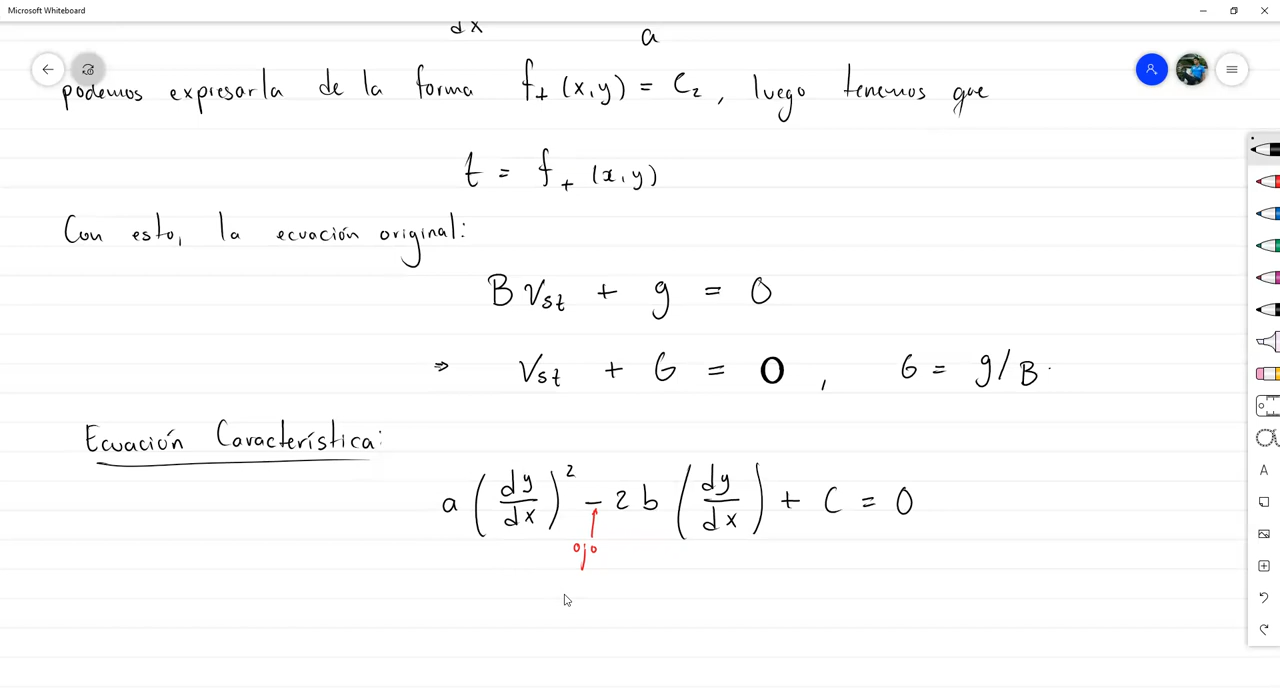 Microsoft Whiteboard
dx a
podemos expresarla de la forma f₊ (x,y) = C₂, luego tenemos que
t = f₊ (x,y)
Con esto, la ecuación original:
B Vst + g = 0
⇒ Vst + G = 0 , G = g/B.
Ecuación Característica:
a (dy/dx)² − 2b (dy/dx) + C = 0
ojo
A